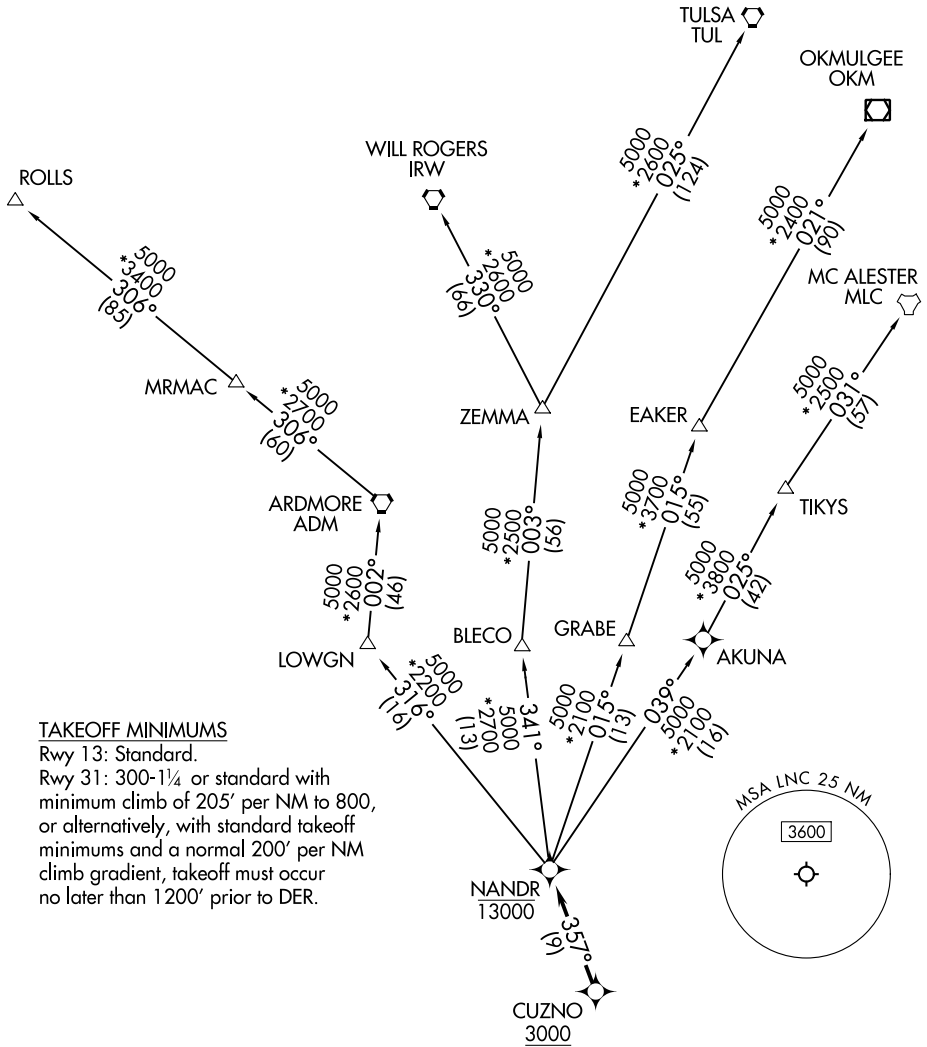 TULSA
TUL
OKMULGEE
OKM
WILL ROGERS
IRW
ROLLS
MC ALESTER
MLC
5000
*2600
025°
(124)
5000
*2400
021°
(90)
5000
*2600
330°
(66)
5000
*3400
306°
(85)
5000
*2500
031°
(57)
MRMAC
5000
*2700
306°
(60)
ZEMMA
EAKER
ARDMORE
ADM
TIKYS
5000
*2500
003°
(56)
5000
*3700
015°
(55)
5000
*3800
025°
(42)
5000
*2600
002°
(46)
LOWGN
BLECO
GRABE
AKUNA
5000
*2200
316°
(16)
341°
5000
*2700
(13)
5000
*2100
015°
(13)
039°
5000
*2100
(16)
TAKEOFF MINIMUMS
Rwy 13: Standard.
Rwy 31: 300-1¼ or standard with
minimum climb of 205' per NM to 800,
or alternatively, with standard takeoff
minimums and a normal 200' per NM
climb gradient, takeoff must occur
no later than 1200' prior to DER.
MSA LNC 25 NM
3600
NANDR
13000
357°
(9)
CUZNO
3000